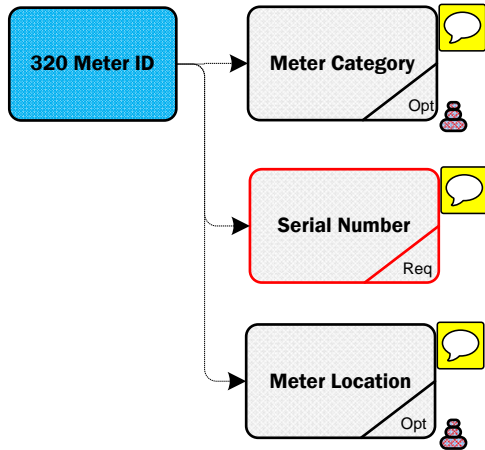 320 Meter ID
Meter Category
Opt
Serial Number
Req
Meter Location
Opt